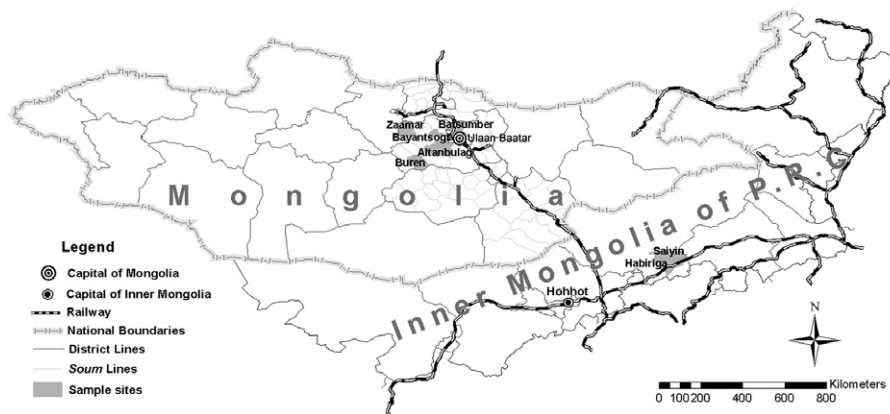 Zaamar
Batsumber
Bayantsogt
Ulaan Baatar
Altanbulag
Buren
Mongolia
Inner Mongolia of P.R.C
Saiyin
Habiriga
Hohhot
Legend
Capital of Mongolia
Capital of Inner Mongolia
Railway
National Boundaries
District Lines
Soum Lines
Sample sites
N
Kilometers
0 100 200 400 600 800